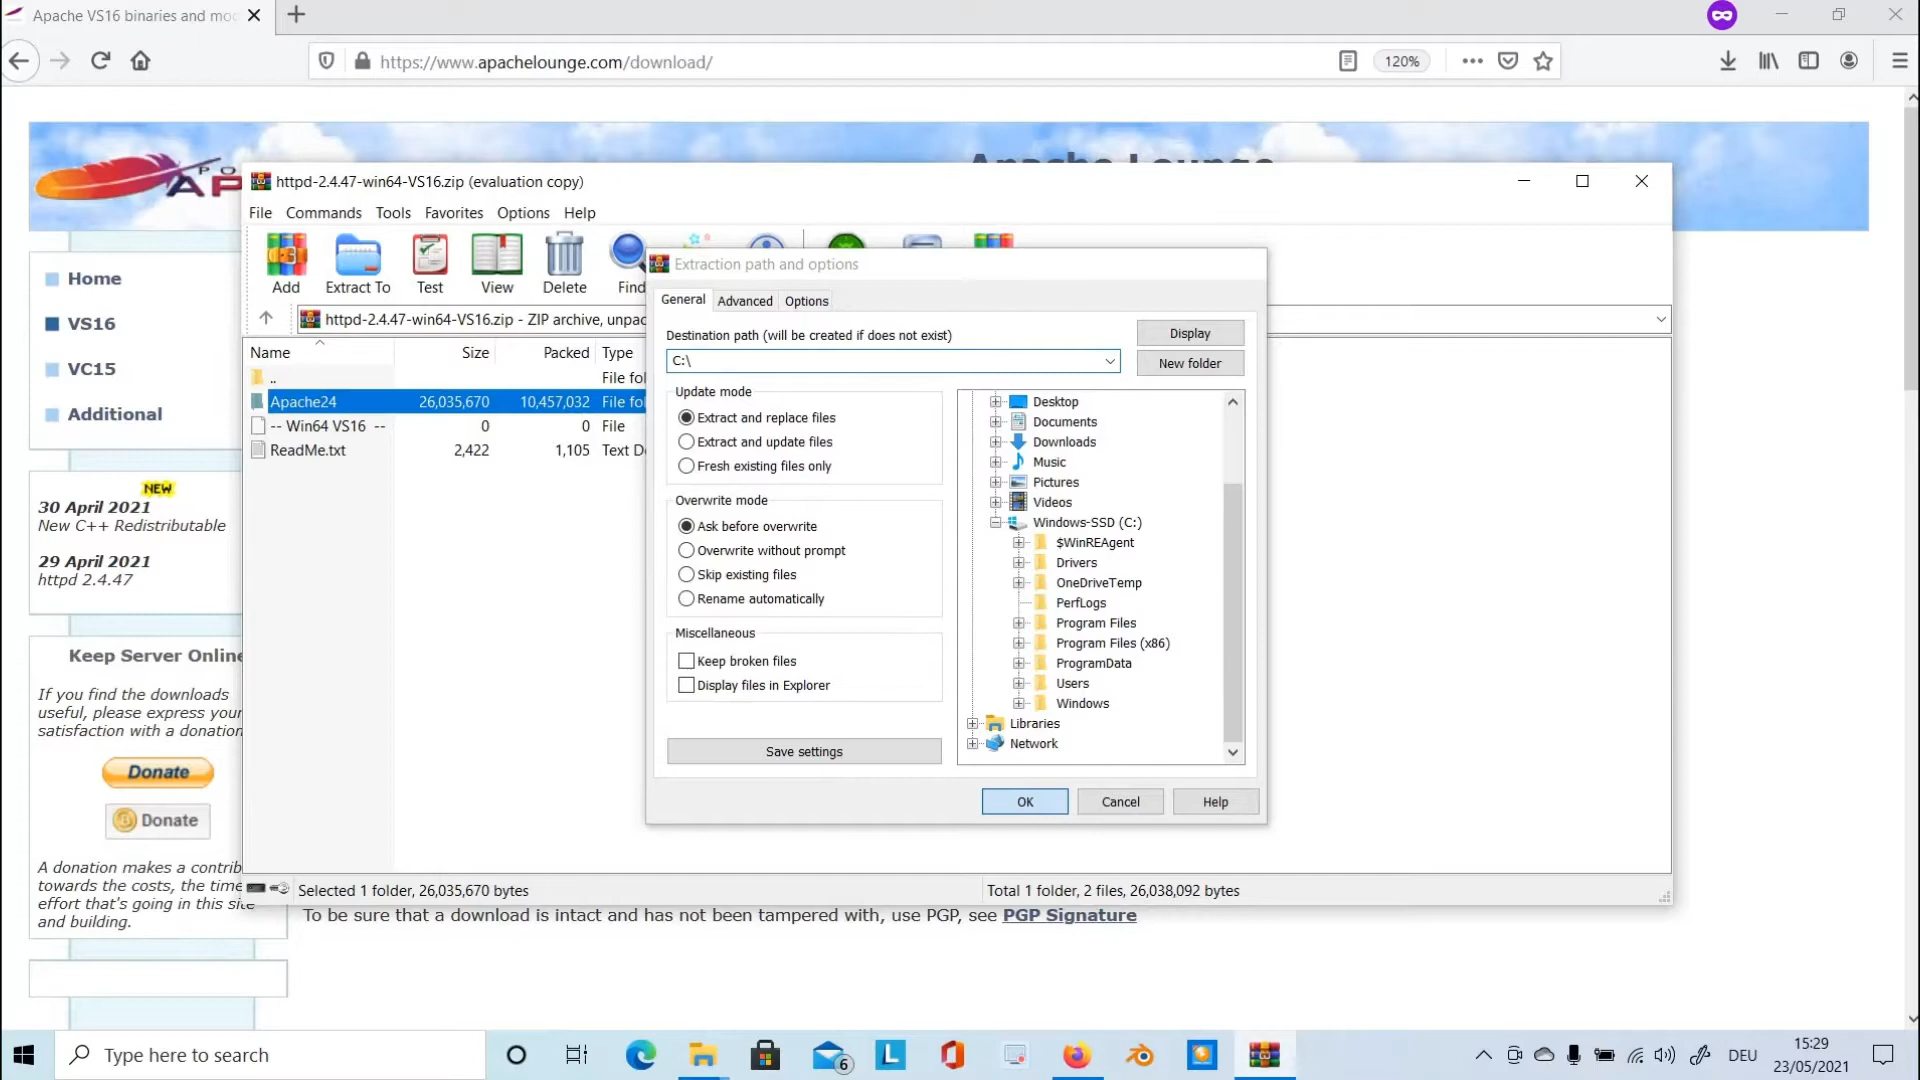 Apache VS16 binaries and mo
https://www.apachelounge.com/download/
120%
Apache Lounge
httpd-2.4.47-win64-VS16.zip (evaluation copy)
File Commands Tools Favorites Options Help
Add Extract To Test View Delete Find
httpd-2.4.47-win64-VS16.zip - ZIP archive, unpac
Name Size Packed Type
.. File fol
Apache24 26,035,670 10,457,032 File fol
-- Win64 VS16 -- 0 0 File
ReadMe.txt 2,422 1,105 Text D
Extraction path and options
General Advanced Options
Destination path (will be created if does not exist)
C:\
Display
New folder
Update mode
Extract and replace files
Extract and update files
Fresh existing files only
Overwrite mode
Ask before overwrite
Overwrite without prompt
Skip existing files
Rename automatically
Miscellaneous
Keep broken files
Display files in Explorer
Save settings
Desktop
Documents
Downloads
Music
Pictures
Videos
Windows-SSD (C:)
$WinREAgent
Drivers
OneDriveTemp
PerfLogs
Program Files
Program Files (x86)
ProgramData
Users
Windows
Libraries
Network
OK Cancel Help
Selected 1 folder, 26,035,670 bytes
Total 1 folder, 2 files, 26,038,092 bytes
Home
VS16
VC15
Additional
NEW
30 April 2021
New C++ Redistributable
29 April 2021
httpd 2.4.47
Keep Server Online
If you find the downloads
useful, please express your
satisfaction with a donation
Donate
Donate
A donation makes a contrib
towards the costs, the time
effort that's going in this site
and building.
To be sure that a download is intact and has not been tampered with, use PGP, see PGP Signature
Type here to search
6
L
DEU
15:29
23/05/2021